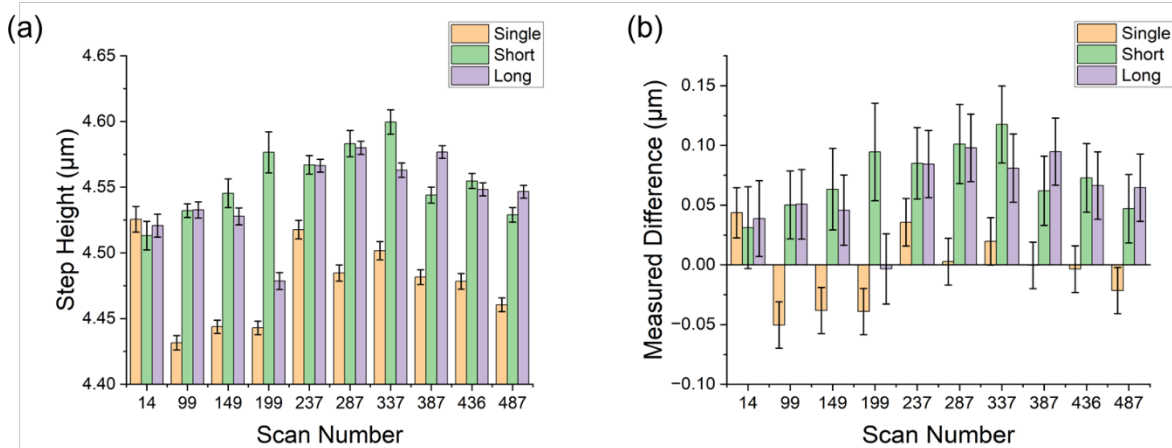 (a)
Single
Short
Long
4.65
4.60
4.55
4.50
4.45
4.40
Step Height (μm)
14 99 149 199 237 287 337 387 436 487
Scan Number
(b)
Single
Short
Long
0.15
0.10
0.05
0.00
−0.05
−0.10
Measured Difference (μm)
14 99 149 199 237 287 337 387 436 487
Scan Number